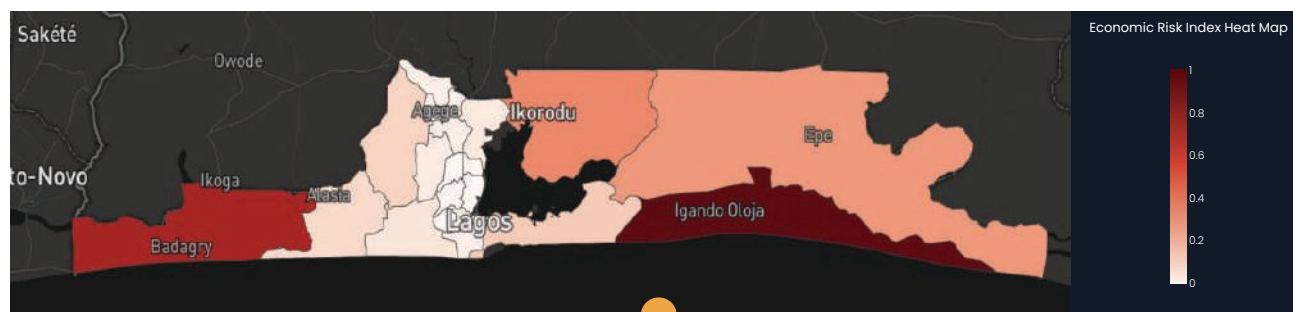 Economic Risk Index Heat Map
Sakété
Owode
Agege
Ikorodu
Epe
to-Novo
Ikoga
Alasia
Igando Oloja
Lagos
Badagry
1
0.8
0.6
0.4
0.2
0